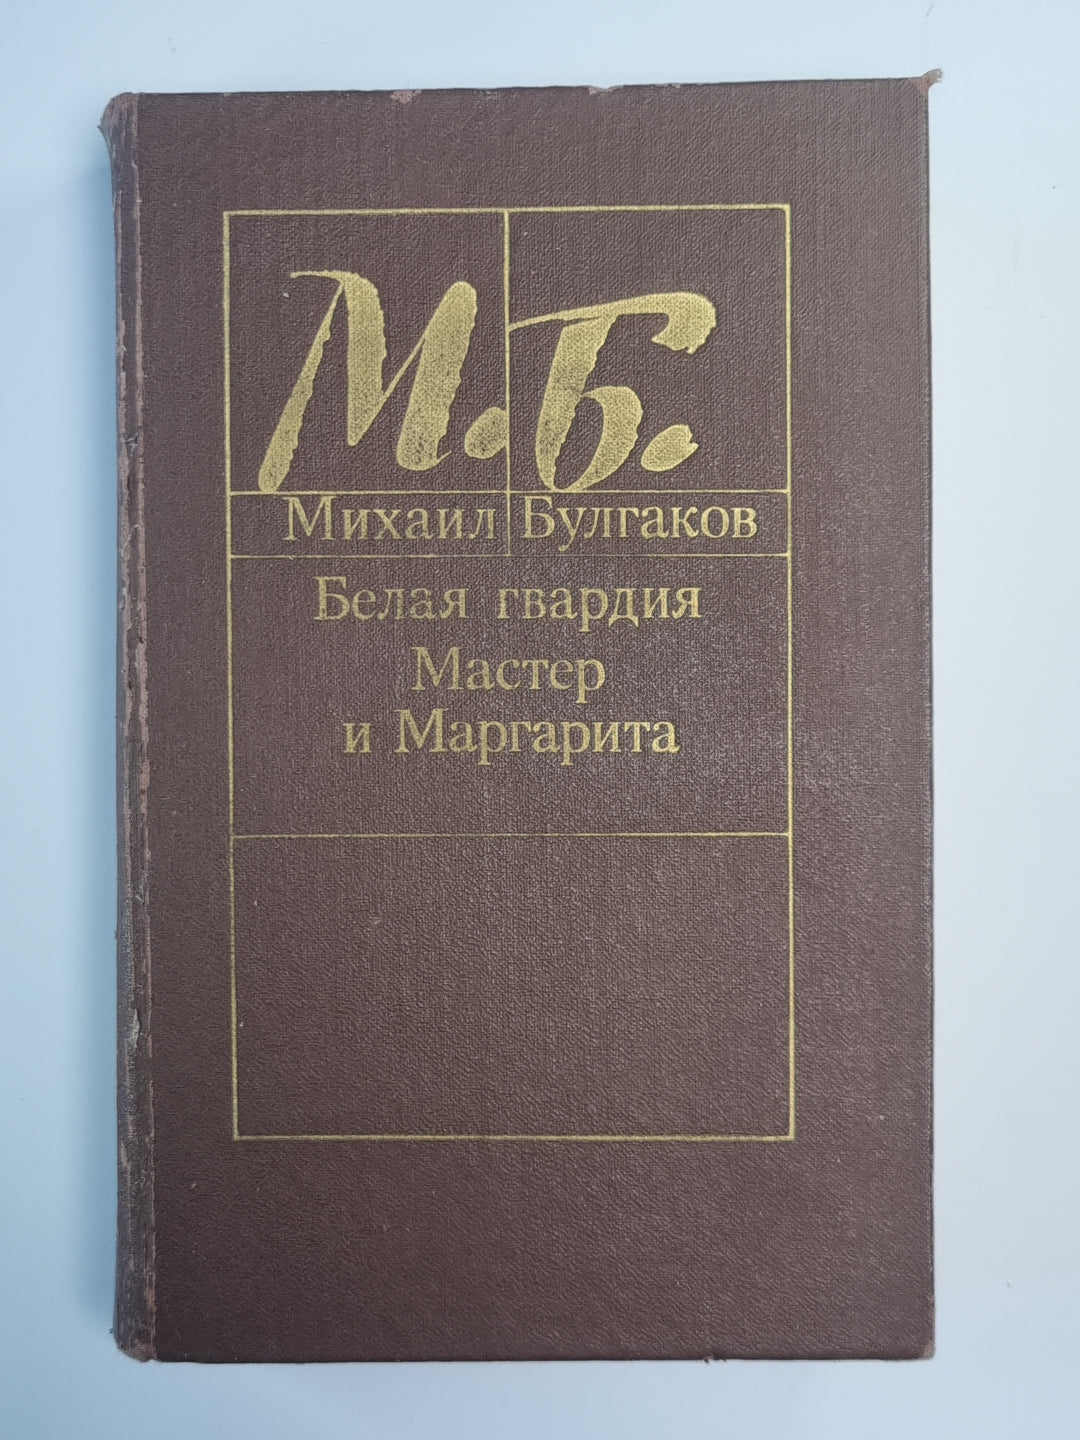 М.Б.
Михаил Булгаков
Белая гвардия
Мастер
и Маргарита